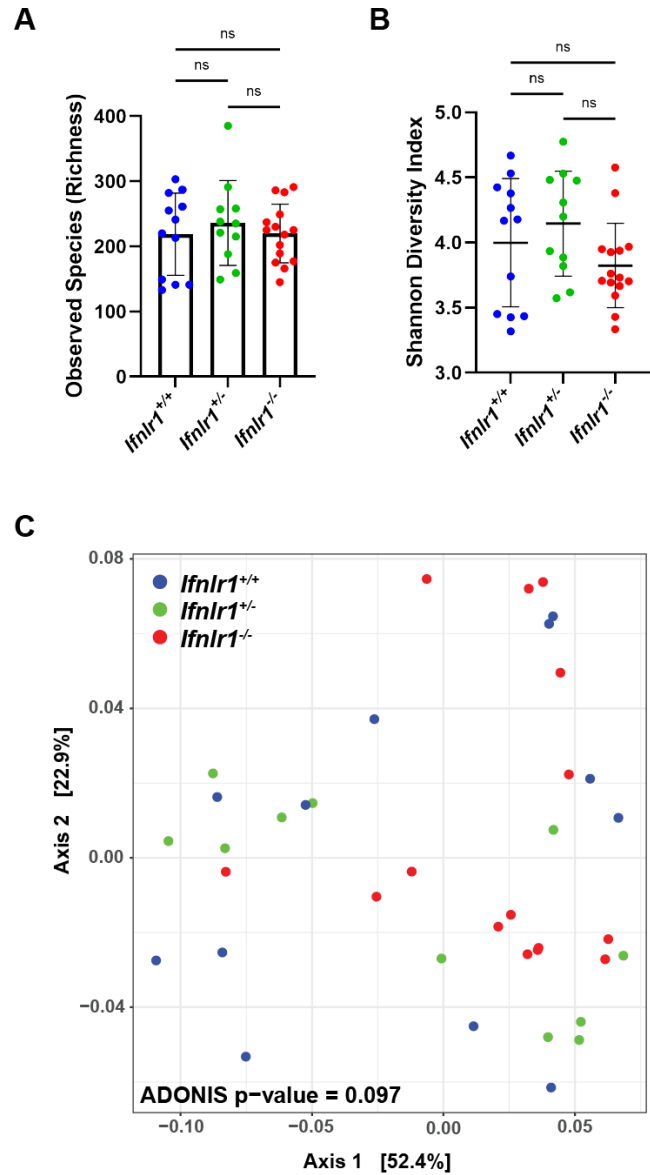 A
ns
ns
ns
Observed Species (Richness)
400
300
200
100
0
Ifnlr1+/+
Ifnlr1+/-
Ifnlr1-/-
B
ns
ns
ns
Shannon Diversity Index
5.0
4.5
4.0
3.5
3.0
Ifnlr1+/+
Ifnlr1+/-
Ifnlr1-/-
C
Ifnlr1+/+
Ifnlr1+/-
Ifnlr1-/-
Axis 2 [22.9%]
0.08
0.04
0.00
−0.04
ADONIS p−value = 0.097
−0.10
−0.05
0.00
0.05
Axis 1 [52.4%]